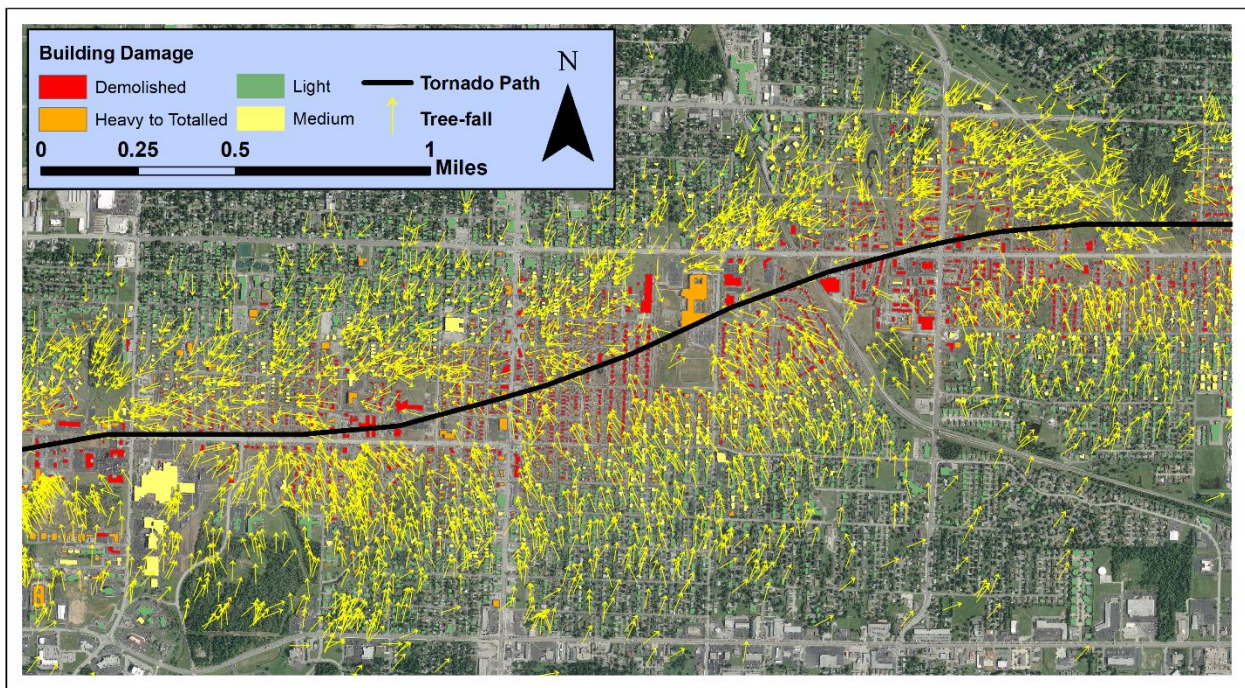 Building Damage
Demolished
Light
Tornado Path
Heavy to Totalled
Medium
Tree-fall
N
0 0.25 0.5 1
Miles